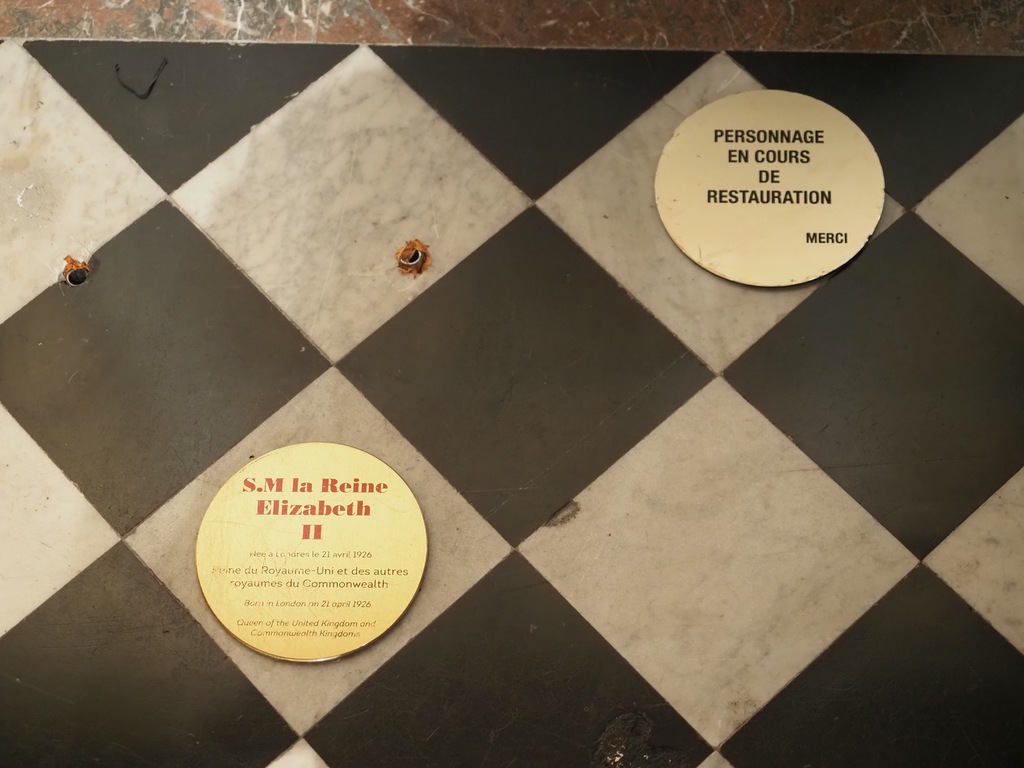 PERSONNAGE
EN COURS
DE
RESTAURATION
MERCI
S.M la Reine
Elizabeth
II
Née à Londres le 21 avril 1926
Reine du Royaume-Uni et des autres
royaumes du Commonwealth
Born in London on 21 april 1926
Queen of the United Kingdom and
Commonwealth Kingdoms